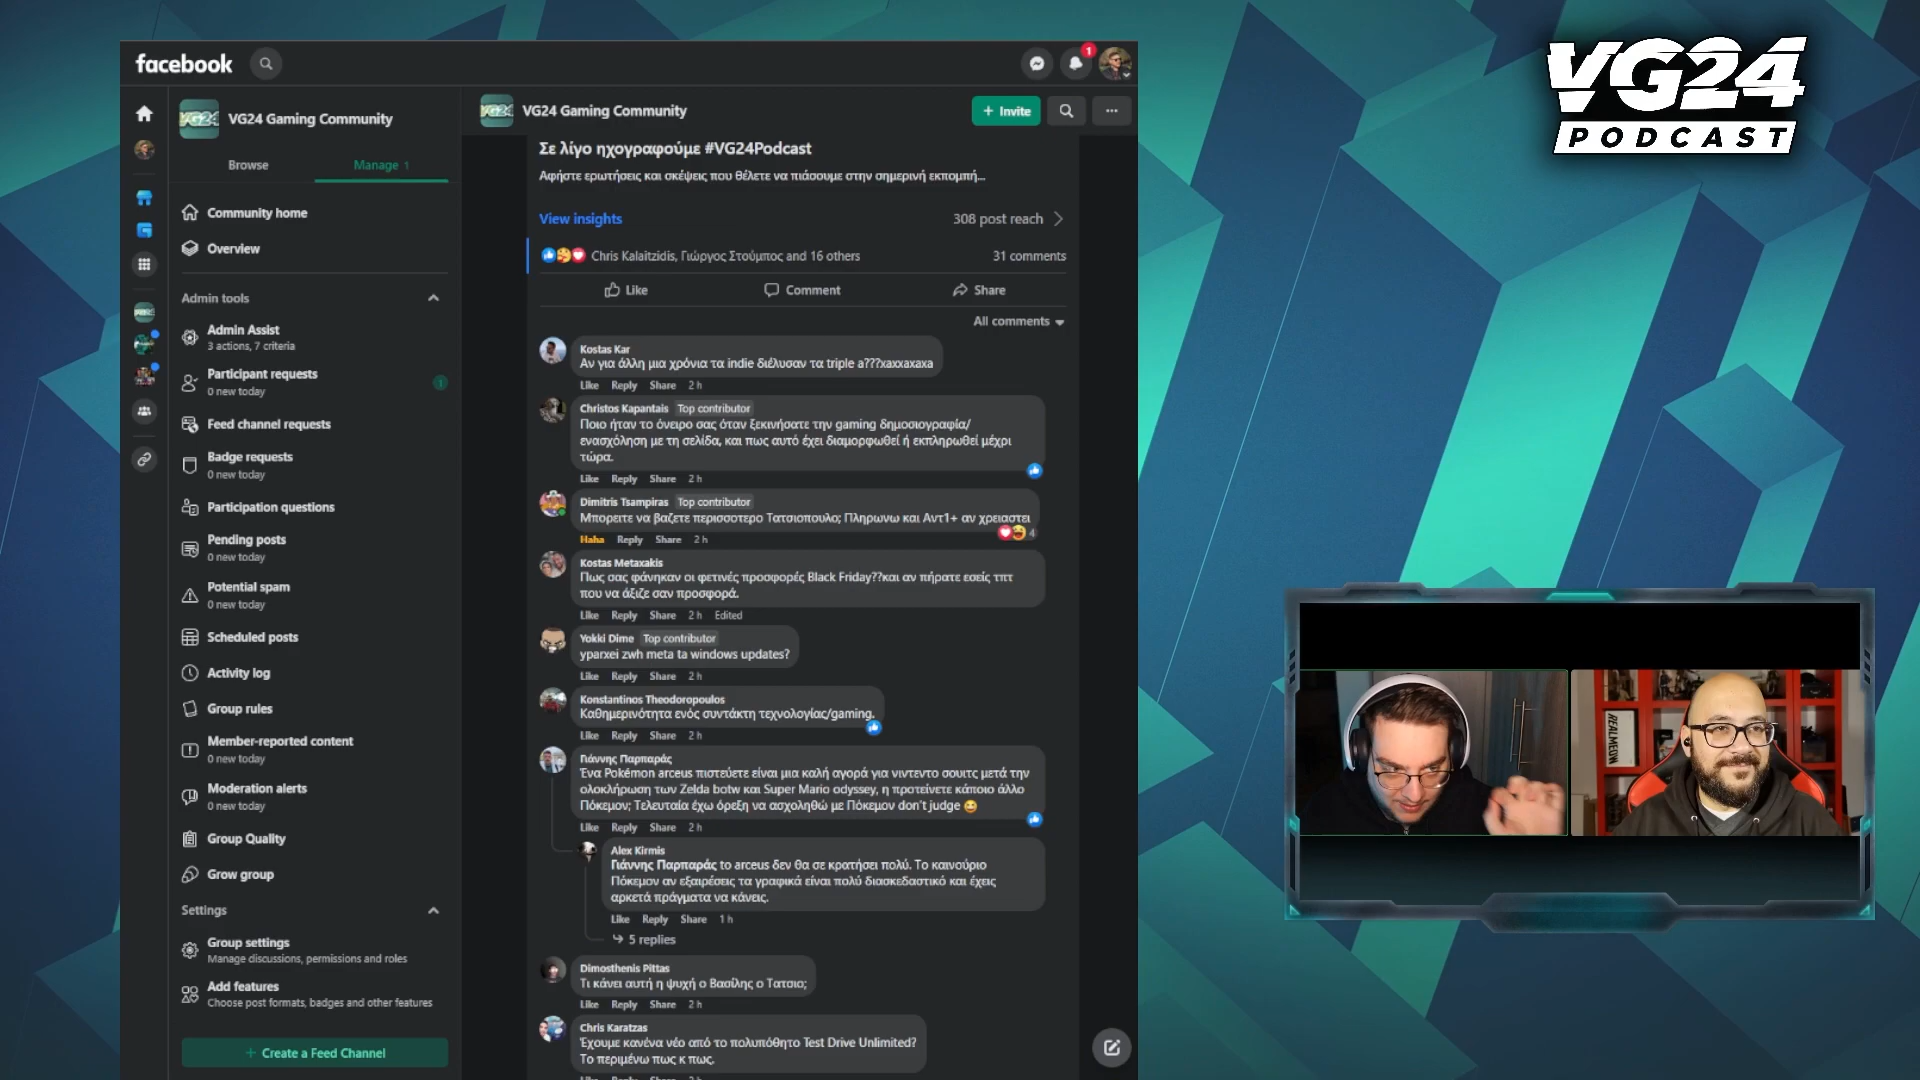 facebook
1
VG24
PODCAST
VG24 Gaming Community
Browse
Manage 1
Community home
Overview
Admin tools
Admin Assist
3 actions, 7 criteria
Participant requests
0 new today
1
Feed channel requests
Badge requests
0 new today
Participation questions
Pending posts
0 new today
Potential spam
0 new today
Scheduled posts
Activity log
Group rules
Member-reported content
0 new today
Moderation alerts
0 new today
Group Quality
Grow group
Settings
Group settings
Manage discussions, permissions and roles
Add features
Choose post formats, badges and other features
+ Create a Feed Channel
VG24 Gaming Community
+ Invite
Σε λίγο ηχογραφούμε #VG24Podcast
Αφήστε ερωτήσεις και σκέψεις που θέλετε να πιάσουμε στην σημερινή εκπομπή...
View insights
308 post reach
Chris Kalaitzidis, Γιώργος Στούμπος and 16 others
31 comments
Like Comment Share
All comments
Kostas Kar
Αν για άλλη μια χρόνια τα indie διέλυσαν τα triple a???χαχχαχαχα
Like Reply Share 2 h
Christos Kapantais Top contributor
Ποιο ήταν το όνειρο σας όταν ξεκινήσατε την gaming δημοσιογραφία/
ενασχόληση με τη σελίδα, και πως αυτό έχει διαμορφωθεί ή εκπληρωθεί μέχρι
τώρα.
Like Reply Share 2 h
Dimitris Tsampiras Top contributor
Μπορειτε να βαζετε περισσοτερο Τατσιοπουλο; Πληρωνω και Αντ1+ αν χρειαστει
4
Haha Reply Share 2 h
Kostas Metaxakis
Πως σας φάνηκαν οι φετινές προσφορές Black Friday??και αν πήρατε εσείς τπτ
που να άξιζε σαν προσφορά.
Like Reply Share 2 h Edited
Yokki Dime Top contributor
yparxei zwh meta ta windows updates?
Like Reply Share 2 h
Konstantinos Theodoropoulos
Καθημερινότητα ενός συντάκτη τεχνολογίας/gaming.
Like Reply Share 2 h
Γιάννης Παρπαράς
Ένα Pokémon arceus πιστεύετε είναι μια καλή αγορά για νιντεντο σουιτς μετά την
ολοκλήρωση των Zelda botw και Super Mario odyssey, η προτείνετε κάποιο άλλο
Πόκεμον; Τελευταία έχω όρεξη να ασχοληθώ με Πόκεμον don't judge 😂
Like Reply Share 2 h
Alex Kirmis
Γιάννης Παρπαράς to arceus δεν θα σε κρατήσει πολύ. Το καινούριο
Πόκεμον αν εξαιρέσεις τα γραφικά είναι πολύ διασκεδαστικό και έχεις
αρκετά πράγματα να κάνεις.
Like Reply Share 1 h
5 replies
Dimosthenis Pittas
Τι κάνει αυτή η ψυχή ο Βασίλης ο Τατσιο;
Like Reply Share 2 h
Chris Karatzas
Έχουμε κανένα νέο από το πολυπόθητο Test Drive Unlimited?
Το περιμένω πως κ πως.
REALMEON